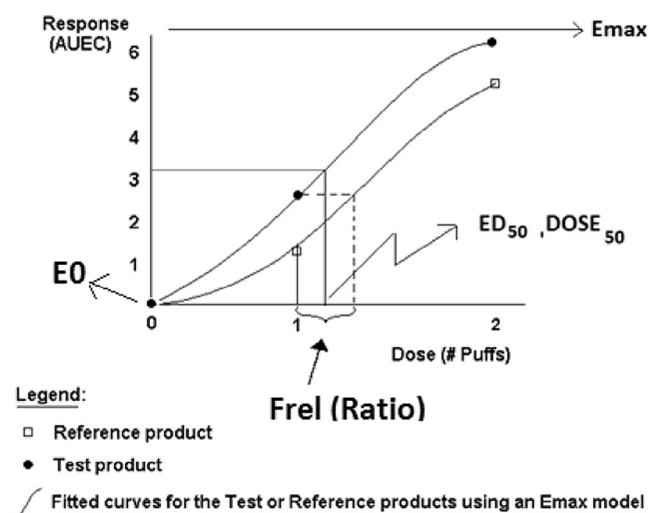 Response
(AUEC)
Emax
6
5
4
3
2
1
E0
ED50 ,DOSE50
0
1
2
Dose (# Puffs)
Frel (Ratio)
Legend:
Reference product
Test product
Fitted curves for the Test or Reference products using an Emax model